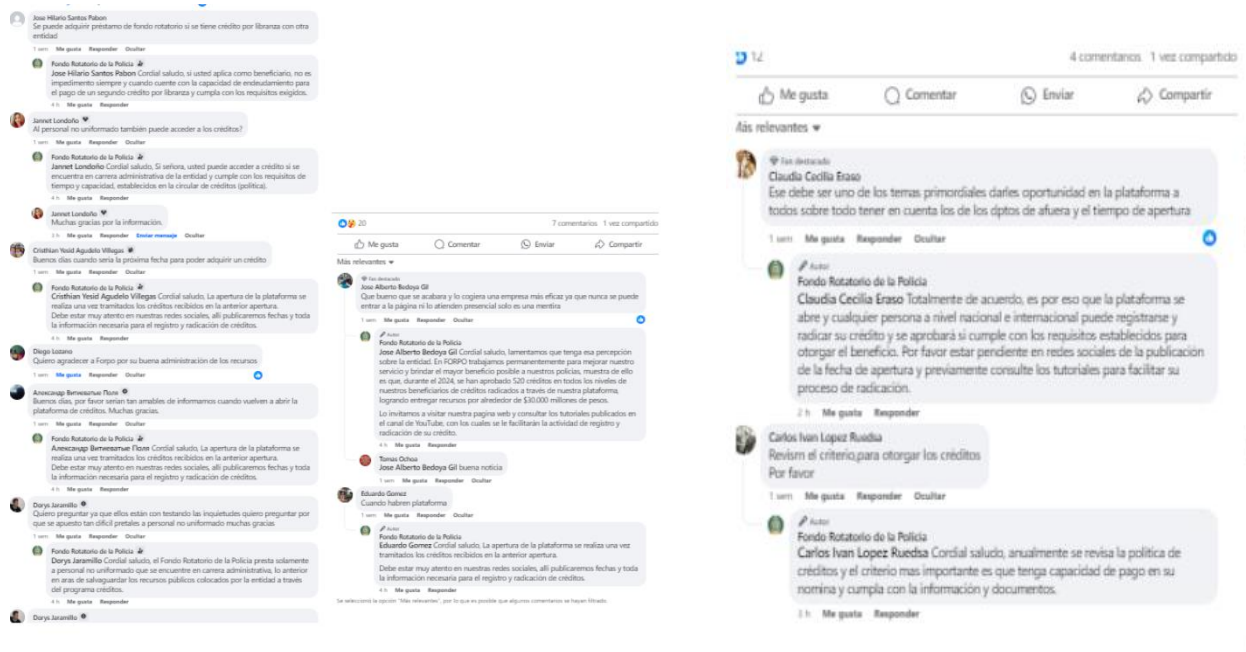 Jose Hilario Santos Pabon
Se puede adquirir préstamo de fondo rotatorio si se tiene crédito por libranza con otra
entidad
1 sem Me gusta Responder Ocultar
Fondo Rotatorio de la Policía
Jose Hilario Santos Pabon Cordial saludo, si usted aplica como beneficiario, no es
impedimento siempre y cuando cuente con la capacidad de endeudamiento para
el pago de un segundo crédito por libranza y cumpla con los requisitos exigidos.
4 h Me gusta Responder
Jannet Londoño
Al personal no uniformado también puede acceder a los créditos?
1 sem Me gusta Responder Ocultar
Fondo Rotatorio de la Policía
Jannet Londoño Cordial saludo, Si señora, usted puede acceder a crédito si se
encuentra en carrera administrativa de la entidad y cumple con los requisitos de
tiempo y capacidad, establecidos en la circular de créditos (política).
4 h Me gusta Responder
Jannet Londoño
Muchas gracias por la información.
3 h Me gusta Responder Enviar mensaje Ocultar
Cristhian Yesid Agudelo Villegas
Buenos días cuando seria la próxima fecha para poder adquirir un crédito
1 sem Me gusta Responder Ocultar
Fondo Rotatorio de la Policía
Cristhian Yesid Agudelo Villegas Cordial saludo, La apertura de la plataforma se
realiza una vez tramitados los créditos recibidos en la anterior apertura.
Debe estar muy atento en nuestras redes sociales, allí publicaremos fechas y toda
la información necesaria para el registro y radicación de créditos.
4 h Me gusta Responder
Diego Lozano
Quiero agradecer a Forpo por su buena administración de los recursos
1 sem Me gusta Responder Ocultar
Александр Витиеватые Поля
Buenos días, por favor serían tan amables de informarnos cuando vuelven a abrir la
plataforma de créditos. Muchas gracias.
1 sem Me gusta Responder Ocultar
Fondo Rotatorio de la Policía
Александр Витиеватые Поля Cordial saludo, La apertura de la plataforma se
realiza una vez tramitados los créditos recibidos en la anterior apertura.
Debe estar muy atento en nuestras redes sociales, allí publicaremos fechas y toda
la información necesaria para el registro y radicación de créditos.
4 h Me gusta Responder
Dorys Jaramillo
Quiero preguntar ya que ellos están con testando las inquietudes quiero preguntar por
que se apuesto tan difícil pretales a personal no uniformado muchas gracias
1 sem Me gusta Responder Ocultar
Fondo Rotatorio de la Policía
Dorys Jaramillo Cordial saludo, el Fondo Rotatorio de la Policía presta solamente
a personal no uniformado que se encuentre en carrera administrativa, lo anterior
en aras de salvaguardar los recursos públicos colocados por la entidad a través
del programa créditos.
4 h Me gusta Responder
Dorys Jaramillo
20 7 comentarios 1 vez compartido
Me gusta Comentar Enviar Compartir
Más relevantes
Fan destacado
Jose Alberto Bedoya Gil
Que bueno que se acabara y lo cogiera una empresa más eficaz ya que nunca se puede
entrar a la página ni lo atienden presencial solo es una mentira
1 sem Me gusta Responder Ocultar
Autor
Fondo Rotatorio de la Policía
Jose Alberto Bedoya Gil Cordial saludo, lamentamos que tenga esa percepción
sobre la entidad. En FORPO trabajamos permanentemente para mejorar nuestro
servicio y brindar el mayor beneficio posible a nuestros policías, muestra de ello
es que, durante el 2024, se han aprobado 520 créditos en todos los niveles de
nuestros beneficiarios de créditos radicados a través de nuestra plataforma,
logrando entregar recursos por alrededor de $30.000 millones de pesos.
Lo invitamos a visitar nuestra pagina web y consultar los tutoriales publicados en
el canal de YouTube, con los cuales se le facilitarán la actividad de registro y
radicación de su crédito.
4 h Me gusta Responder
Tomas Ochoa
Jose Alberto Bedoya Gil buena noticia
1 sem Me gusta Responder Ocultar
Eduardo Gomez
Cuando habren plataforma
1 sem Me gusta Responder Ocultar
Autor
Fondo Rotatorio de la Policía
Eduardo Gomez Cordial saludo, La apertura de la plataforma se realiza una vez
tramitados los créditos recibidos en la anterior apertura.
Debe estar muy atento en nuestras redes sociales, allí publicaremos fechas y toda
la información necesaria para el registro y radicación de créditos.
4 h Me gusta Responder
Se seleccionó la opción "Más relevantes", por lo que es posible que algunos comentarios se hayan filtrado.
12 4 comentarios 1 vez compartido
Me gusta Comentar Enviar Compartir
Más relevantes
Fan destacado
Claudia Cecilia Eraso
Ese debe ser uno de los temas primordiales darles oportunidad en la plataforma a
todos sobre todo tener en cuenta los de los dptos de afuera y el tiempo de apertura
1 sem Me gusta Responder Ocultar
Autor
Fondo Rotatorio de la Policía
Claudia Cecilia Eraso Totalmente de acuerdo, es por eso que la plataforma se
abre y cualquier persona a nivel nacional e internacional puede registrarse y
radicar su crédito y se aprobará si cumple con los requisitos establecidos para
otorgar el beneficio. Por favor estar pendiente en redes sociales de la publicación
de la fecha de apertura y previamente consulte los tutoriales para facilitar su
proceso de radicación.
2 h Me gusta Responder
Carlos Ivan Lopez Ruedsa
Revisrn el criterio,para otorgar los créditos
Por favor
1 sem Me gusta Responder Ocultar
Autor
Fondo Rotatorio de la Policía
Carlos Ivan Lopez Ruedsa Cordial saludo, anualmente se revisa la política de
créditos y el criterio mas importante es que tenga capacidad de pago en su
nomina y cumpla con la información y documentos.
3 h Me gusta Responder